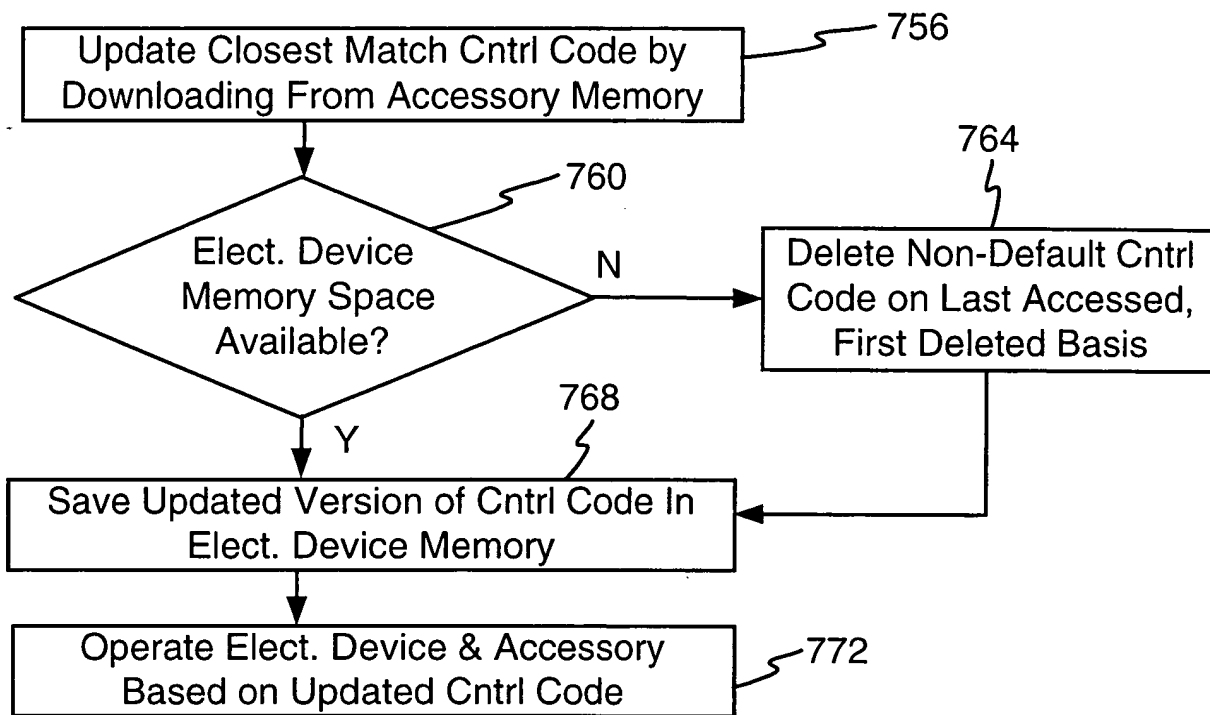 756
Update Closest Match Cntrl Code by
Downloading From Accessory Memory
760
Elect. Device
Memory Space
Available?
N
764
Delete Non-Default Cntrl
Code on Last Accessed,
First Deleted Basis
Y
768
Save Updated Version of Cntrl Code In
Elect. Device Memory
Operate Elect. Device & Accessory
Based on Updated Cntrl Code
772